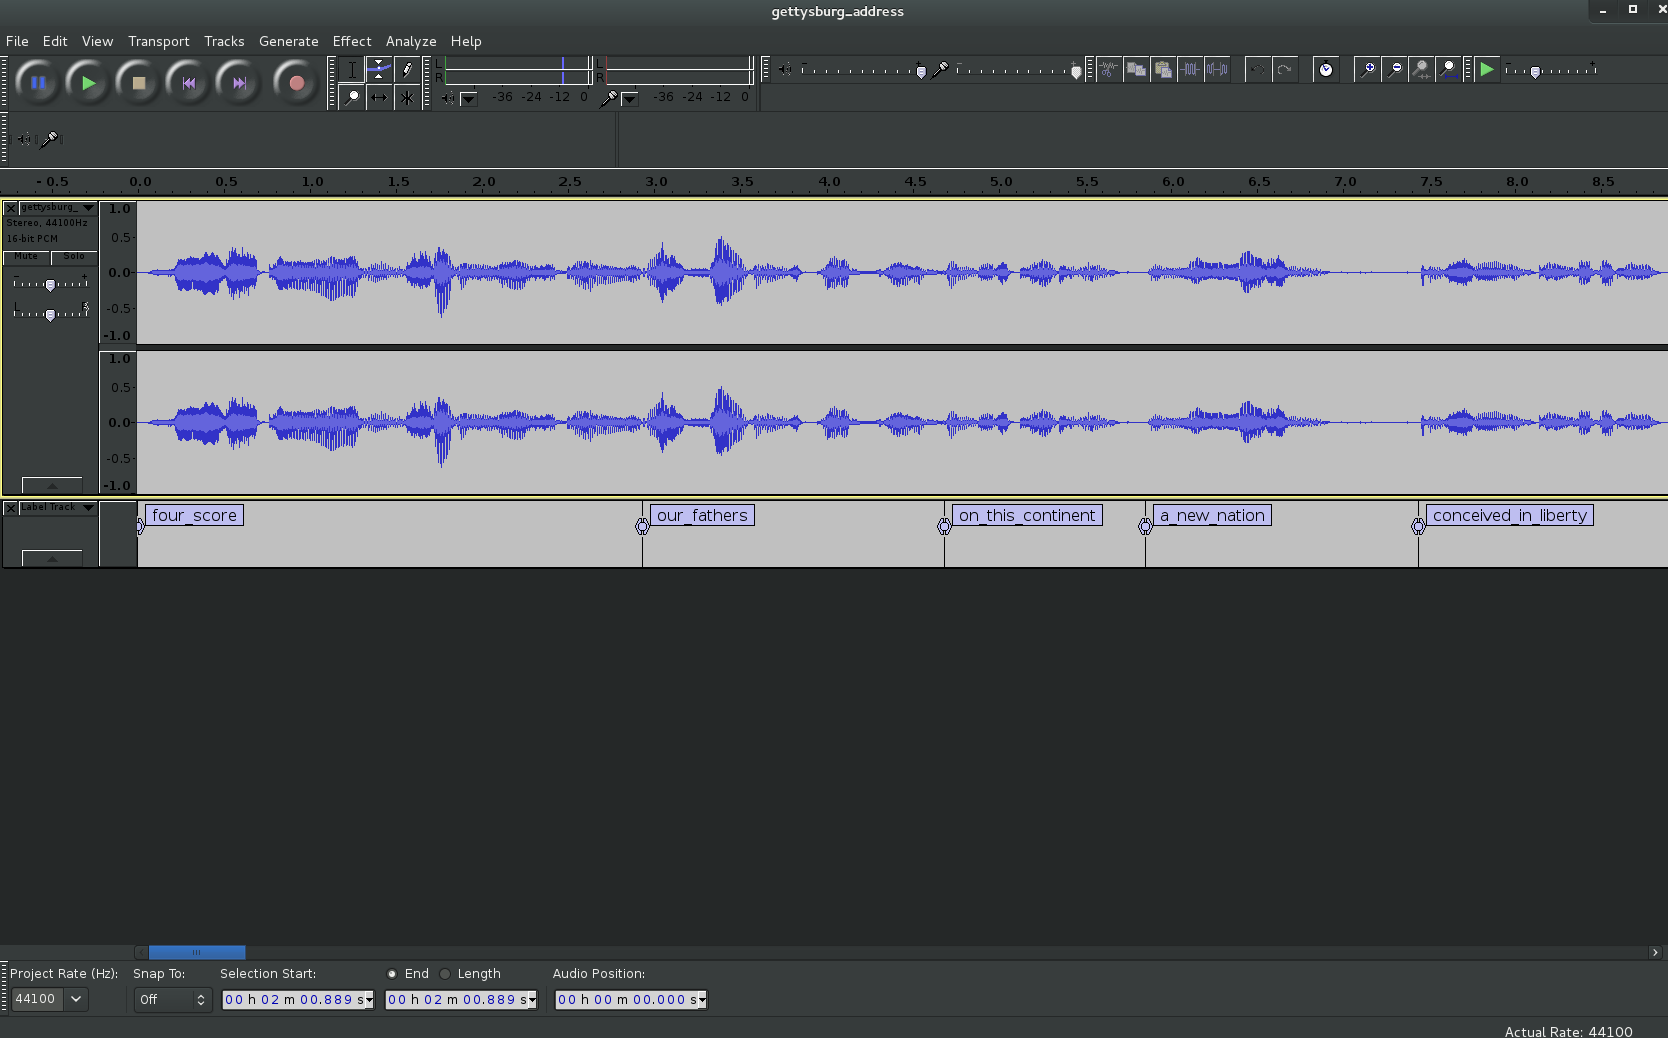 gettysburg_address
File Edit View Transport Tracks Generate Effect Analyze Help
L
R
-36 -24 -12 0
L
R
-36 -24 -12 0
- 0.5 0.0 0.5 1.0 1.5 2.0 2.5 3.0 3.5 4.0 4.5 5.0 5.5 6.0 6.5 7.0 7.5 8.0 8.5
gettysburg_
Stereo, 44100Hz
16-bit PCM
Mute Solo
- +
L R
1.0
0.5
0.0
-0.5
-1.0
1.0
0.5
0.0
-0.5
-1.0
Label Track
four_score our_fathers on_this_continent a_new_nation conceived_in_liberty
Project Rate (Hz): Snap To: Selection Start: End Length Audio Position:
44100 Off 00 h 02 m 00.889 s 00 h 02 m 00.889 s 00 h 00 m 00.000 s
Actual Rate: 44100